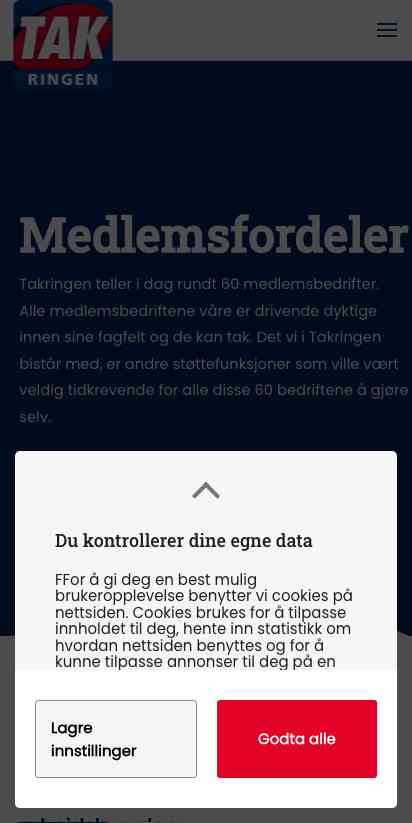 TAK
RINGEN
Medlemsfordeler
Takringen teller i dag rundt 60 medlemsbedrifter.
Alle medlemsbedriftene våre er drivende dyktige
innen sine fagfelt og de kan tak. Det vi i Takringen
bistår med, er andre støttefunksjoner som ville vært
veldig tidkrevende for alle disse 60 bedriftene å gjøre
selv.
Du kontrollerer dine egne data
FFor å gi deg en best mulig
brukeropplevelse benytter vi cookies på
nettsiden. Cookies brukes for å tilpasse
innholdet til deg, hente inn statistikk om
hvordan nettsiden benyttes og for å
kunne tilpasse annonser til deg på en
Lagre
innstillinger
Godta alle